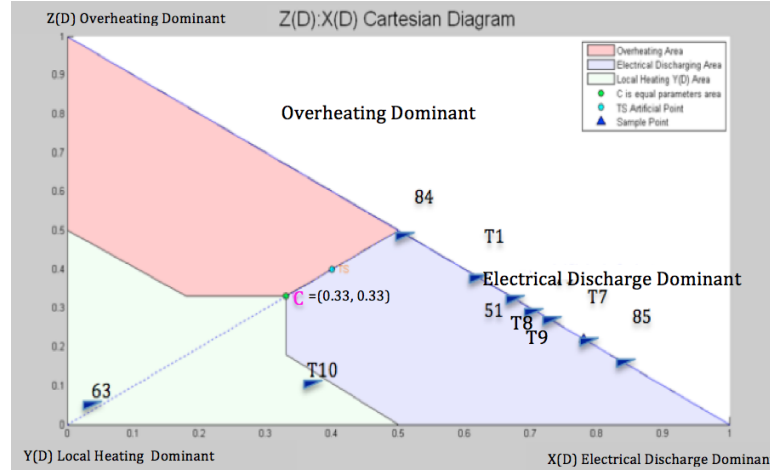 Z(D) Overheating Dominant
Z(D):X(D) Cartesian Diagram
Overheating Area
Electrical Discharging Area
Local Heating Y(D) Area
C is equal parameters area
TS Artificial Point
Sample Point
Overheating Dominant
84
T1
Electrical Discharge Dominant
T7
51
T8
T9
85
TS
C =(0.33, 0.33)
T10
63
1
0.9
0.8
0.7
0.6
0.5
0.4
0.3
0.2
0.1
0
0 0.1 0.2 0.3 0.4 0.5 0.6 0.7 0.8 0.9 1
Y(D) Local Heating Dominant
X(D) Electrical Discharge Dominan